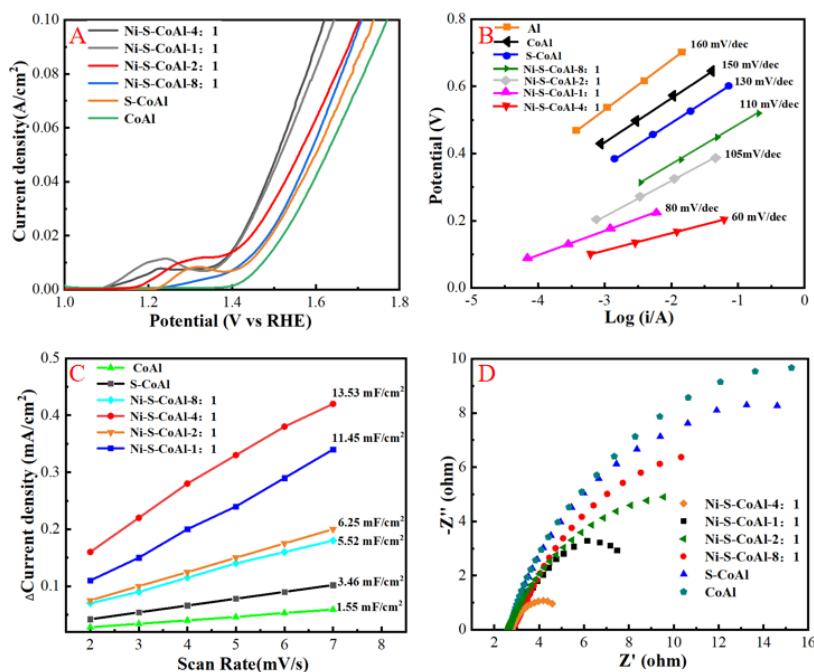 A
Ni-S-CoAl-4：1
Ni-S-CoAl-1：1
Ni-S-CoAl-2：1
Ni-S-CoAl-8：1
S-CoAl
CoAl
Current density(A/cm²)
0.10
0.08
0.06
0.04
0.02
0.00
1.0 1.2 1.4 1.6 1.8
Potential (V vs RHE)
B
Al
CoAl
S-CoAl
Ni-S-CoAl-8：1
Ni-S-CoAl-2：1
Ni-S-CoAl-1：1
Ni-S-CoAl-4：1
160 mV/dec
150 mV/dec
130 mV/dec
110 mV/dec
105mV/dec
80 mV/dec
60 mV/dec
Potential (V)
0.8
0.6
0.4
0.2
0.0
-5 -4 -3 -2 -1 0
Log (i/A)
C
CoAl
S-CoAl
Ni-S-CoAl-8：1
Ni-S-CoAl-4：1
Ni-S-CoAl-2：1
Ni-S-CoAl-1：1
13.53 mF/cm²
11.45 mF/cm²
6.25 mF/cm²
5.52 mF/cm²
3.46 mF/cm²
1.55 mF/cm²
△Current density (mA/cm²)
0.5
0.4
0.3
0.2
0.1
2 3 4 5 6 7 8
Scan Rate(mV/s)
D
Ni-S-CoAl-4：1
Ni-S-CoAl-1：1
Ni-S-CoAl-2：1
Ni-S-CoAl-8：1
S-CoAl
CoAl
-Z'' (ohm)
10
8
6
4
2
0
2 4 6 8 10 12 14 16
Z' (ohm)